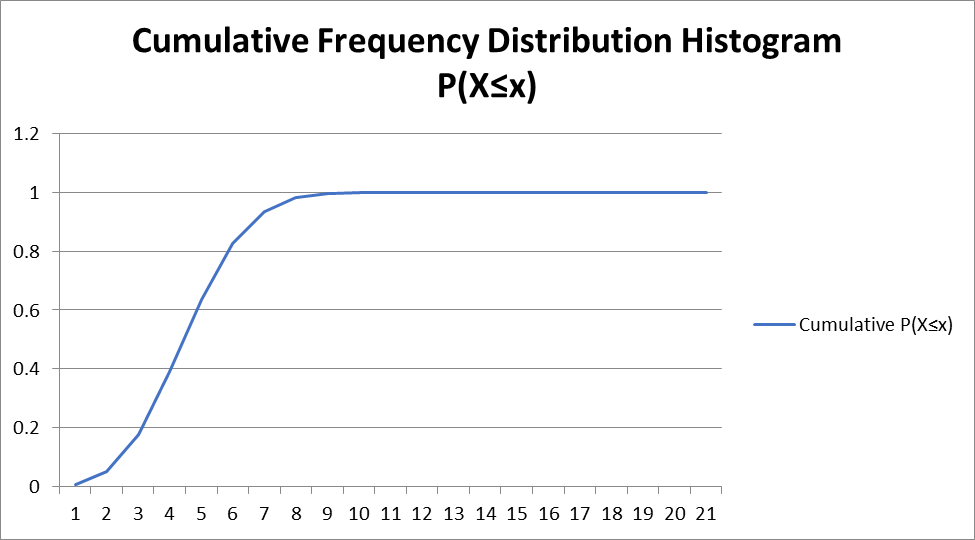 Cumulative Frequency Distribution Histogram
P(X≤x)
1.2
1
0.8
0.6
0.4
0.2
0
1 2 3 4 5 6 7 8 9 10 11 12 13 14 15 16 17 18 19 20 21
Cumulative P(X≤x)